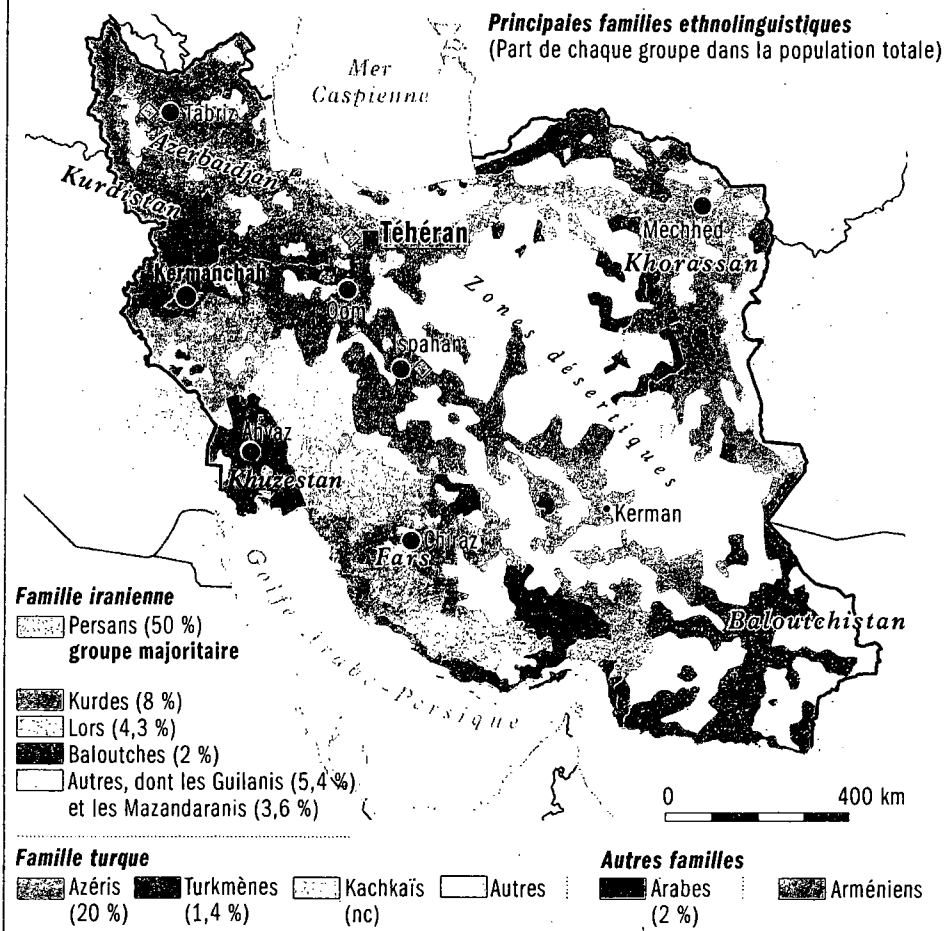 Principales familles ethnolinguistiques
(Part de chaque groupe dans la population totale)
Mer
Caspienne
Tabriz
Azerbaïdjan
Kurdistan
Téhéran
Mechhed
Khorassan
Kermanchah
Qom
Zones désertiques
Ispahan
Ahvaz
Khuzestan
Kerman
Chiraz
Fars
Golfe Arabo-Persique
Baloutchistan
Famille iranienne
Persans (50 %)
groupe majoritaire
Kurdes (8 %)
Lors (4,3 %)
Baloutches (2 %)
Autres, dont les Guilanis (5,4 %)
et les Mazandaranis (3,6 %)
0 400 km
Famille turque
Azéris
(20 %)
Turkmènes
(1,4 %)
Kachkaïs
(nc)
Autres
Autres familles
Arabes
(2 %)
Arméniens